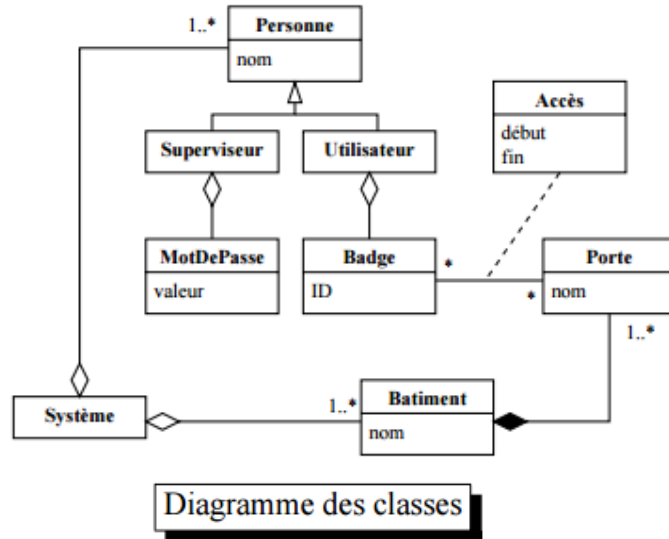 1..*
Personne
nom
Accès
début
fin
Superviseur
Utilisateur
MotDePasse
valeur
Badge
ID
*
*
Porte
nom
1..*
Système
1..*
Batiment
nom
Diagramme des classes